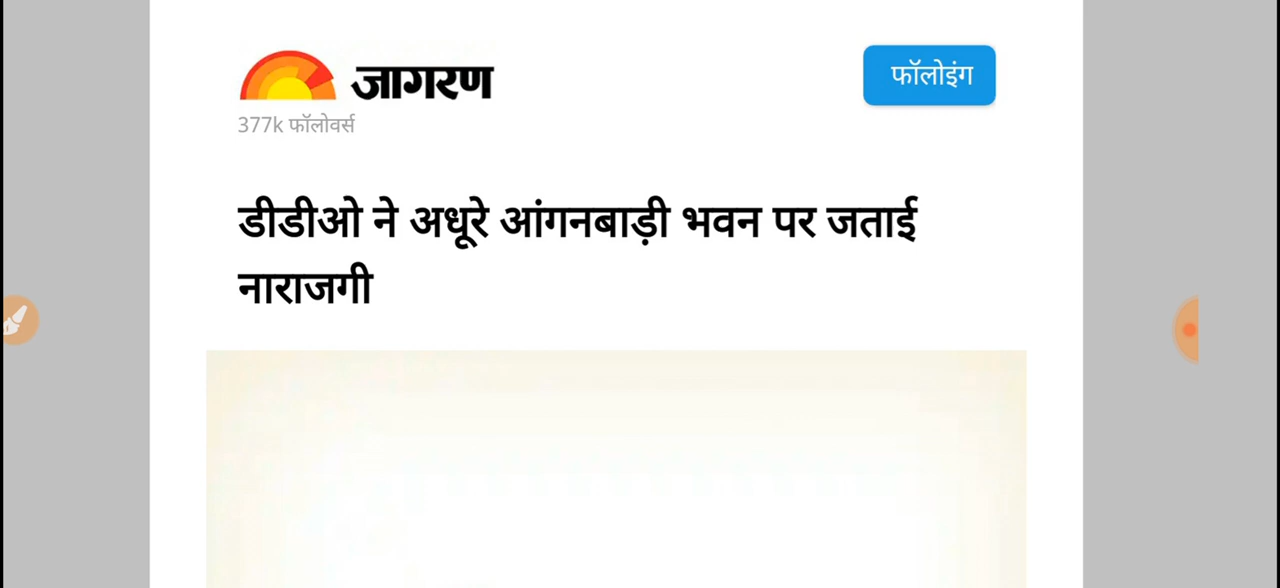 जागरण
फॉलोइंग
377k फॉलोवर्स
डीडीओ ने अधूरे आंगनबाड़ी भवन पर जताई
नाराजगी